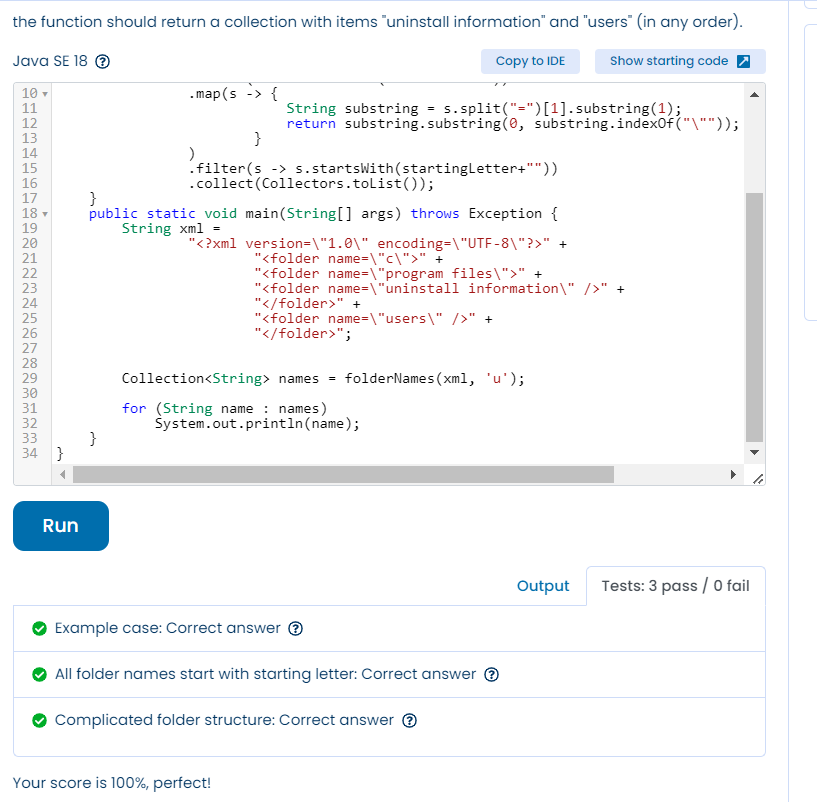 the function should return a collection with items "uninstall information" and "users" (in any order).
Java SE 18 ?
Copy to IDE
Show starting code
10 .map(s -> {
11 String substring = s.split("=")[1].substring(1);
12 return substring.substring(0, substring.indexOf("\""));
13 }
14 )
15 .filter(s -> s.startsWith(startingLetter+""))
16 .collect(Collectors.toList());
17 }
18 public static void main(String[] args) throws Exception {
19 String xml =
20 "<?xml version=\"1.0\" encoding=\"UTF-8\"?>" +
21 "<folder name=\"c\">" +
22 "<folder name=\"program files\">" +
23 "<folder name=\"uninstall information\" />" +
24 "</folder>" +
25 "<folder name=\"users\" />" +
26 "</folder>";
27
28
29 Collection<String> names = folderNames(xml, 'u');
30
31 for (String name : names)
32 System.out.println(name);
33 }
34 }
Run
Output
Tests: 3 pass / 0 fail
Example case: Correct answer ?
All folder names start with starting letter: Correct answer ?
Complicated folder structure: Correct answer ?
Your score is 100%, perfect!